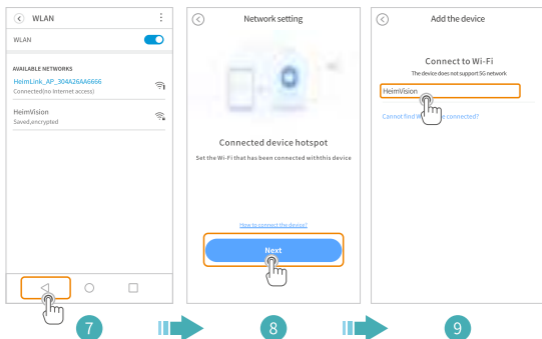 WLAN
WLAN
AVAILABLE NETWORKS
HeimLink_AP_304A26AA6666
Connected(no Internet access)
HeimVision
Saved,encrypted
7
Network setting
Connected device hotspot
Set the Wi-Fi that has been connected withthis device
How to connect the device?
Next
8
Add the device
Connect to Wi-Fi
The device does not support 5G network
HeimVision
Cannot find be connected?
9